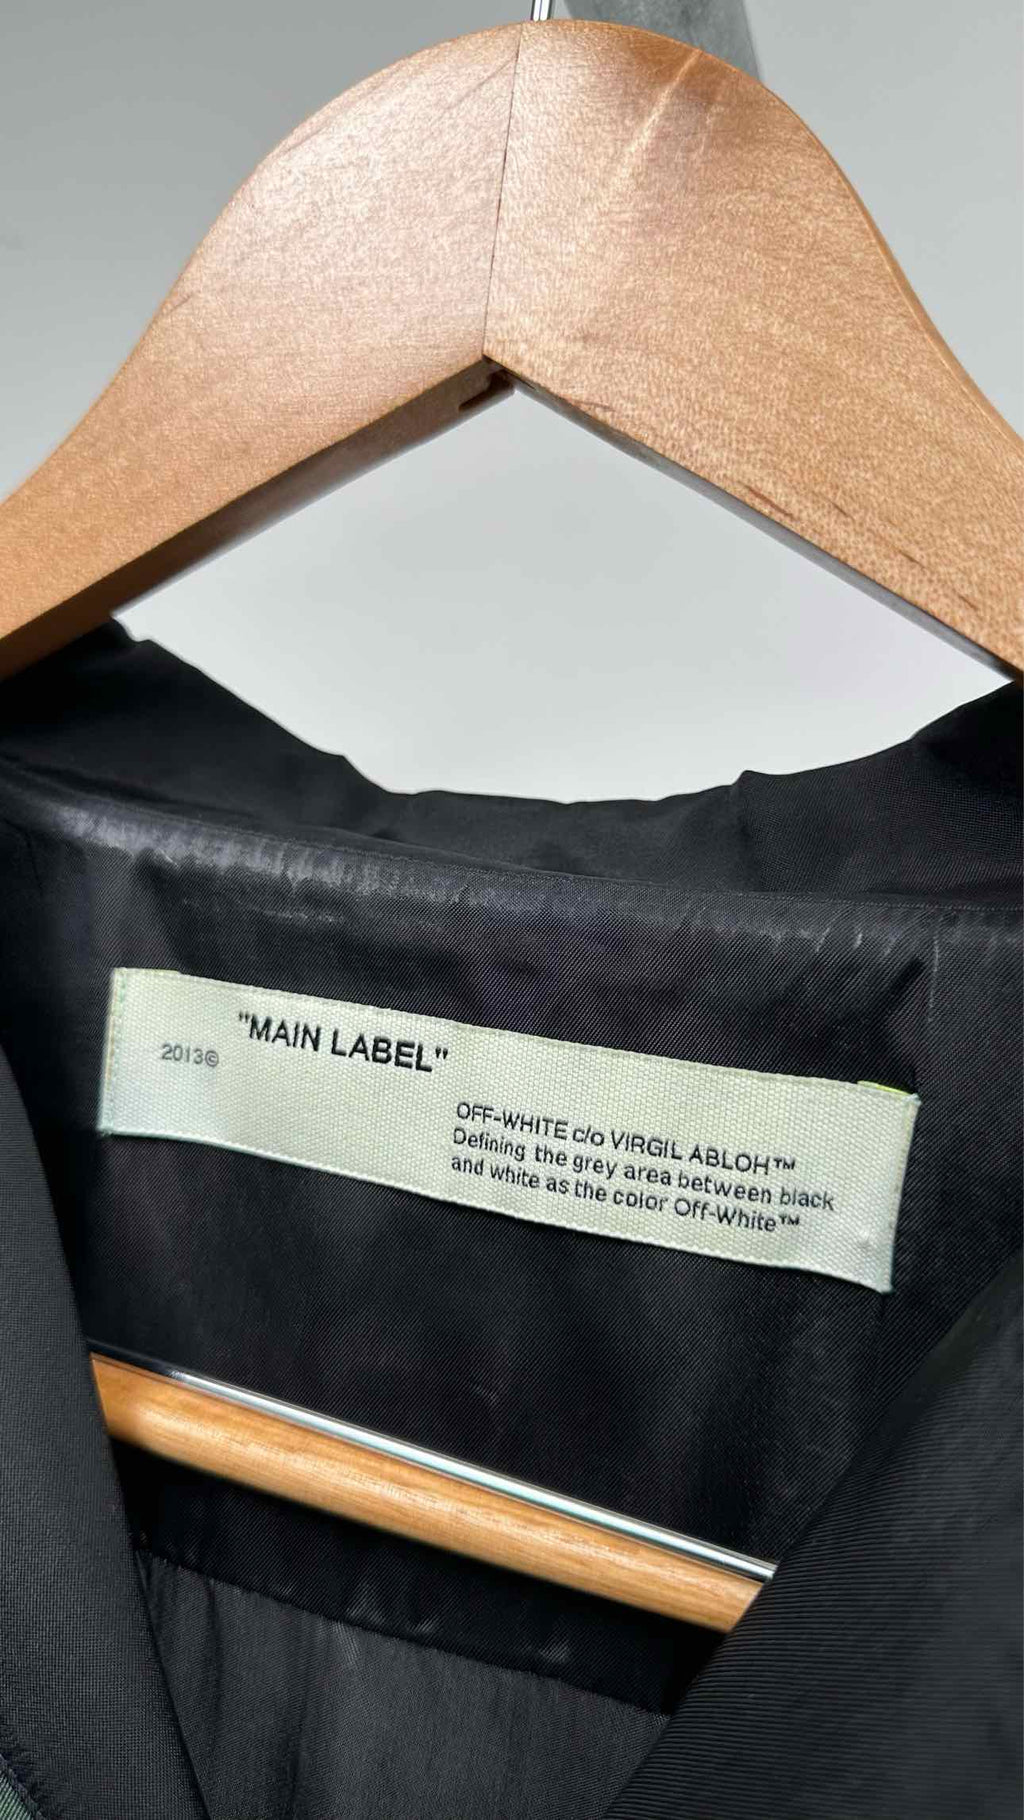 "MAIN LABEL"
2013©
OFF-WHITE c/o VIRGIL ABLOH™
Defining the grey area between black
and white as the color Off-White™